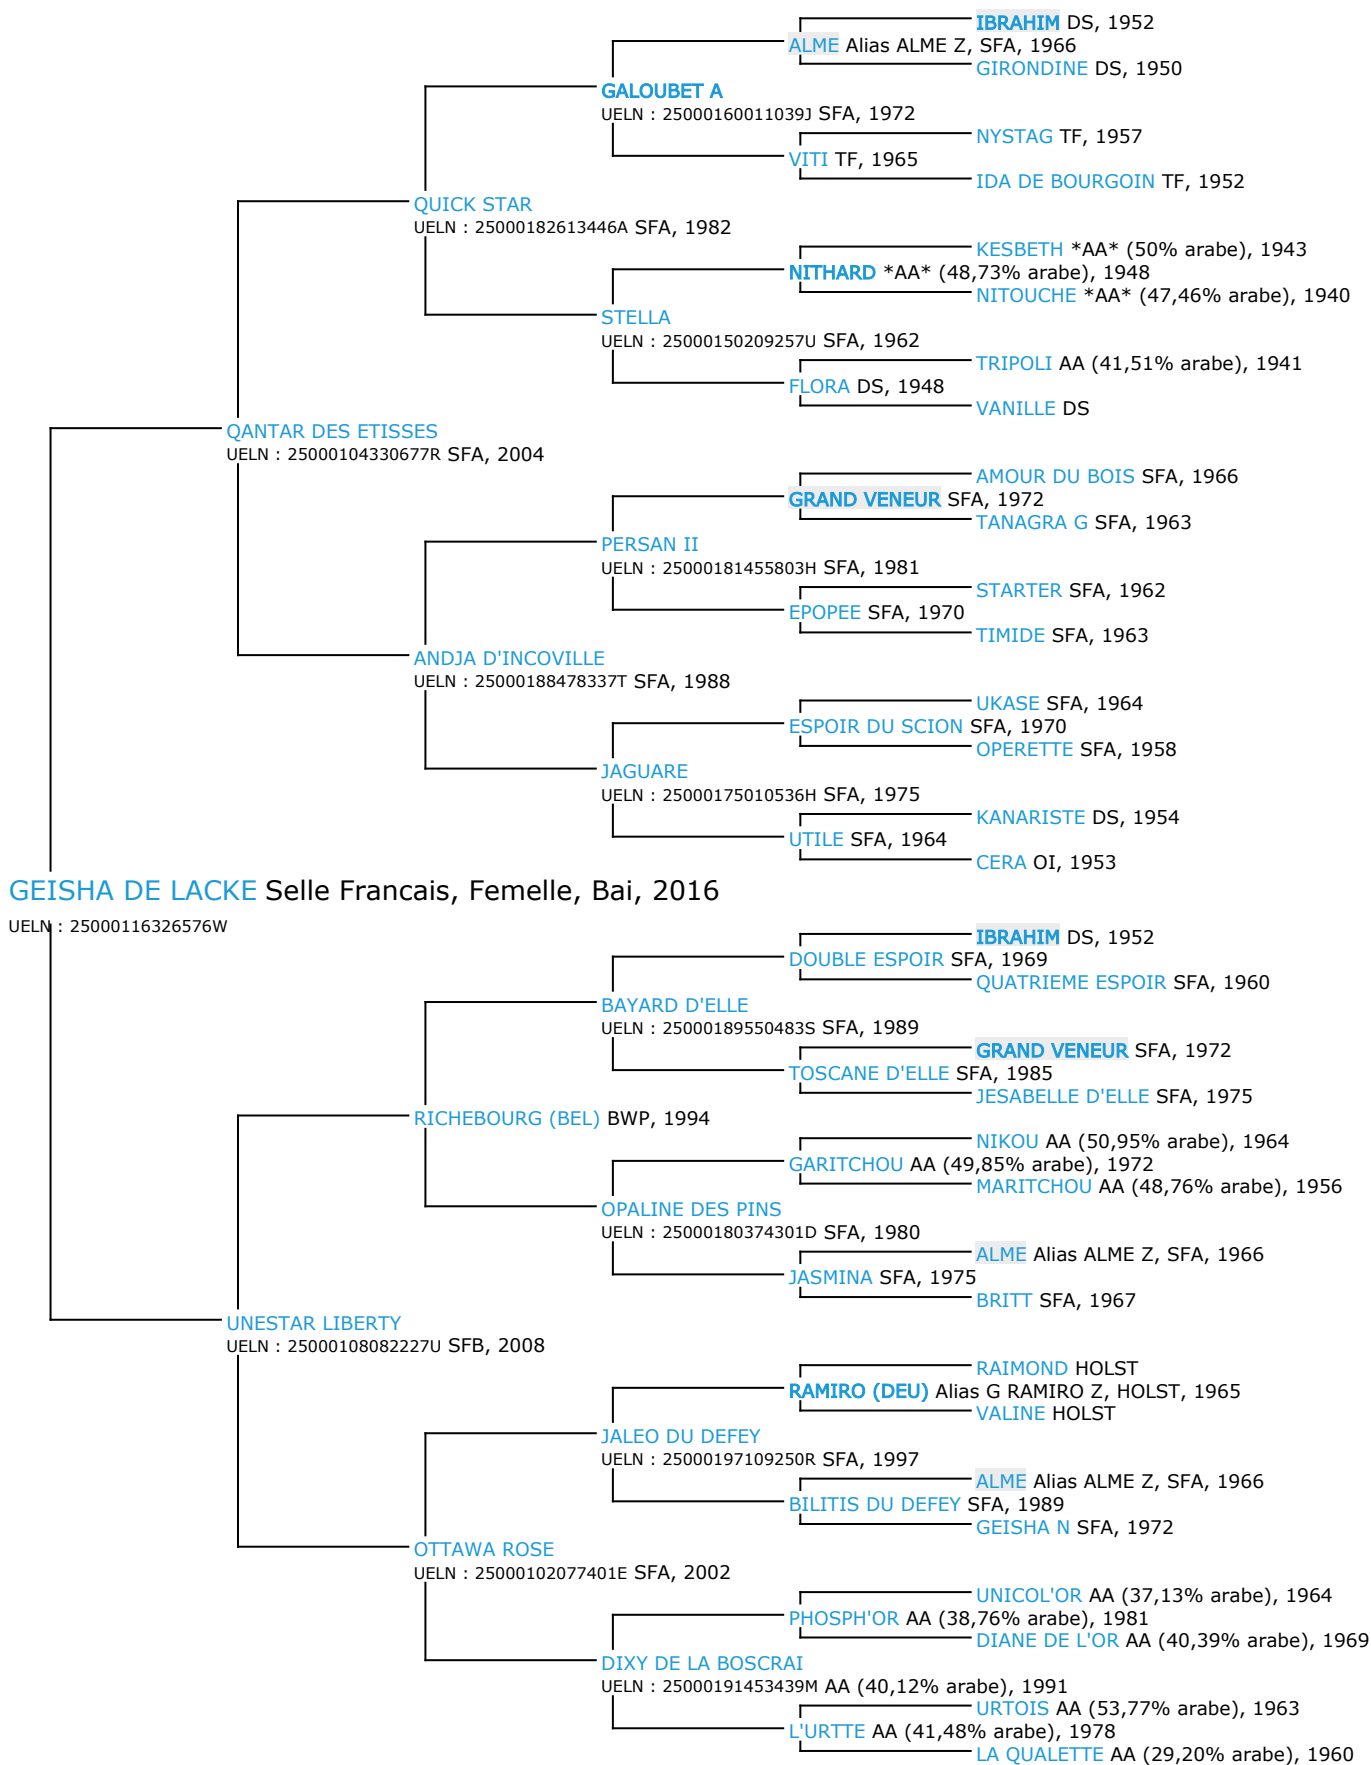 IBRAHIM DS, 1952
ALME Alias ALME Z, SFA, 1966
GIRONDINE DS, 1950
GALOUBET A
UELN : 25000160011039J SFA, 1972
NYSTAG TF, 1957
VITI TF, 1965
IDA DE BOURGOIN TF, 1952
QUICK STAR
UELN : 25000182613446A SFA, 1982
KESBETH *AA* (50% arabe), 1943
NITHARD *AA* (48,73% arabe), 1948
NITOUCHE *AA* (47,46% arabe), 1940
STELLA
UELN : 25000150209257U SFA, 1962
TRIPOLI AA (41,51% arabe), 1941
FLORA DS, 1948
VANILLE DS
QANTAR DES ETISSES
UELN : 25000104330677R SFA, 2004
AMOUR DU BOIS SFA, 1966
GRAND VENEUR SFA, 1972
TANAGRA G SFA, 1963
PERSAN II
UELN : 25000181455803H SFA, 1981
STARTER SFA, 1962
EPOPEE SFA, 1970
TIMIDE SFA, 1963
ANDJA D'INCOVILLE
UELN : 25000188478337T SFA, 1988
UKASE SFA, 1964
ESPOIR DU SCION SFA, 1970
OPERETTE SFA, 1958
JAGUARE
UELN : 25000175010536H SFA, 1975
KANARISTE DS, 1954
UTILE SFA, 1964
CERA OI, 1953
GEISHA DE LACKE Selle Francais, Femelle, Bai, 2016
UELN : 25000116326576W
IBRAHIM DS, 1952
DOUBLE ESPOIR SFA, 1969
QUATRIEME ESPOIR SFA, 1960
BAYARD D'ELLE
UELN : 25000189550483S SFA, 1989
GRAND VENEUR SFA, 1972
TOSCANE D'ELLE SFA, 1985
JESABELLE D'ELLE SFA, 1975
RICHEBOURG (BEL) BWP, 1994
NIKOU AA (50,95% arabe), 1964
GARITCHOU AA (49,85% arabe), 1972
MARITCHOU AA (48,76% arabe), 1956
OPALINE DES PINS
UELN : 25000180374301D SFA, 1980
ALME Alias ALME Z, SFA, 1966
JASMINA SFA, 1975
BRITT SFA, 1967
UNESTAR LIBERTY
UELN : 25000108082227U SFB, 2008
RAIMOND HOLST
RAMIRO (DEU) Alias G RAMIRO Z, HOLST, 1965
VALINE HOLST
JALEO DU DEFEY
UELN : 25000197109250R SFA, 1997
ALME Alias ALME Z, SFA, 1966
BILITIS DU DEFEY SFA, 1989
GEISHA N SFA, 1972
OTTAWA ROSE
UELN : 25000102077401E SFA, 2002
UNICOL'OR AA (37,13% arabe), 1964
PHOSPH'OR AA (38,76% arabe), 1981
DIANE DE L'OR AA (40,39% arabe), 1969
DIXY DE LA BOSCRAI
UELN : 25000191453439M AA (40,12% arabe), 1991
URTOIS AA (53,77% arabe), 1963
L'URTTE AA (41,48% arabe), 1978
LA QUALETTE AA (29,20% arabe), 1960